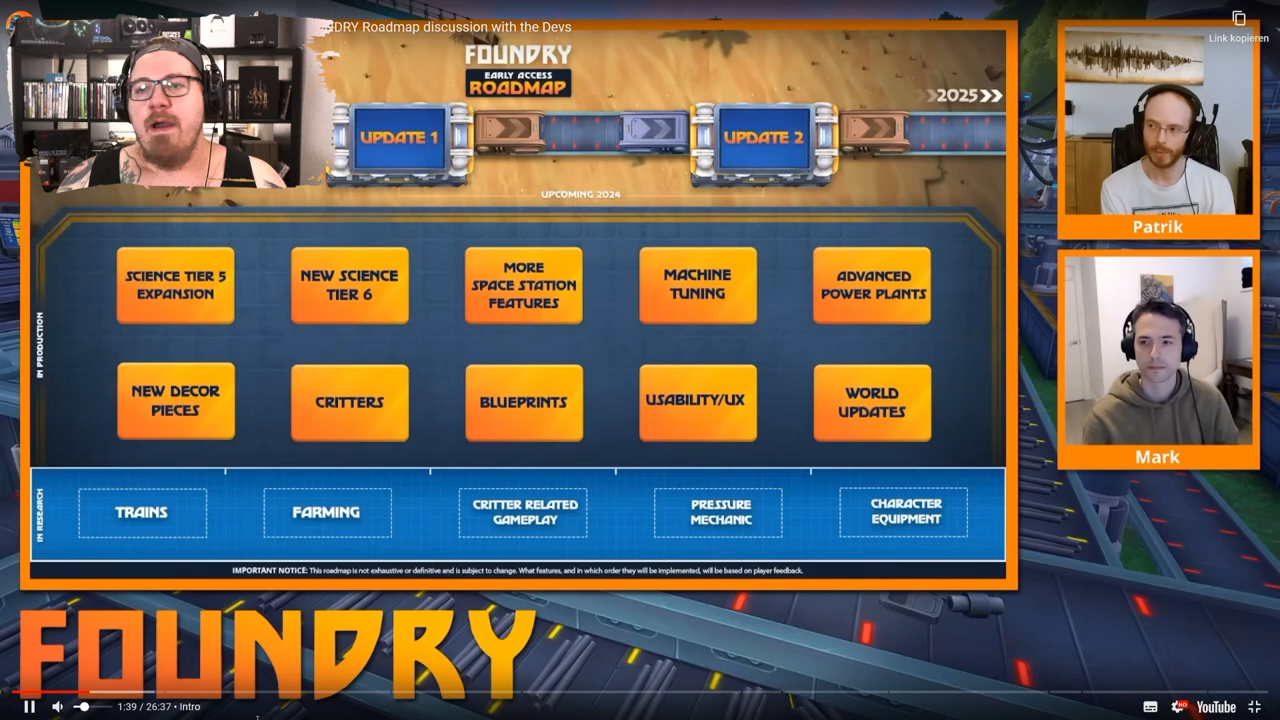 NDRY Roadmap discussion with the Devs
Link kopieren
FOUNDRY
EARLY ACCESS
ROADMAP
2025
UPDATE 1
UPDATE 2
UPCOMING 2024
IN PRODUCTION
SCIENCE TIER 5
EXPANSION
NEW SCIENCE
TIER 6
MORE
SPACE STATION
FEATURES
MACHINE
TUNING
ADVANCED
POWER PLANTS
NEW DECOR
PIECES
CRITTERS
BLUEPRINTS
USABILITY/UX
WORLD
UPDATES
IN RESEARCH
TRAINS
FARMING
CRITTER RELATED
GAMEPLAY
PRESSURE
MECHANIC
CHARACTER
EQUIPMENT
IMPORTANT NOTICE: This roadmap is not exhaustive or definitive and is subject to change. What features, and in which order they will be implemented, will be based on player feedback.
Patrik
Mark
FOUNDRY
1:39 / 26:37 • Intro
HD
YouTube